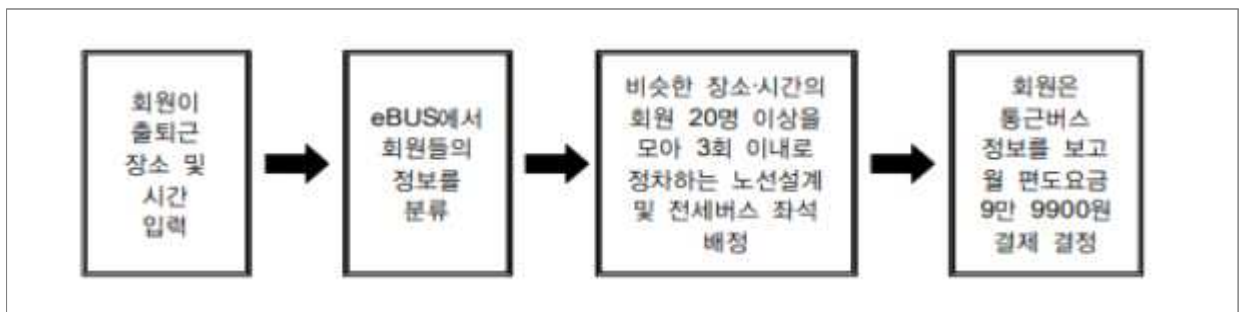 회원이
출퇴근
장소 및
시간
입력
eBUS에서
회원들의
정보를
분류
비슷한 장소·시간의
회원 20명 이상을
모아 3회 이내로
정차하는 노선설계
및 전세버스 좌석
배정
회원은
통근버스
정보를 보고
월 편도요금
9만 9900원
결제 결정